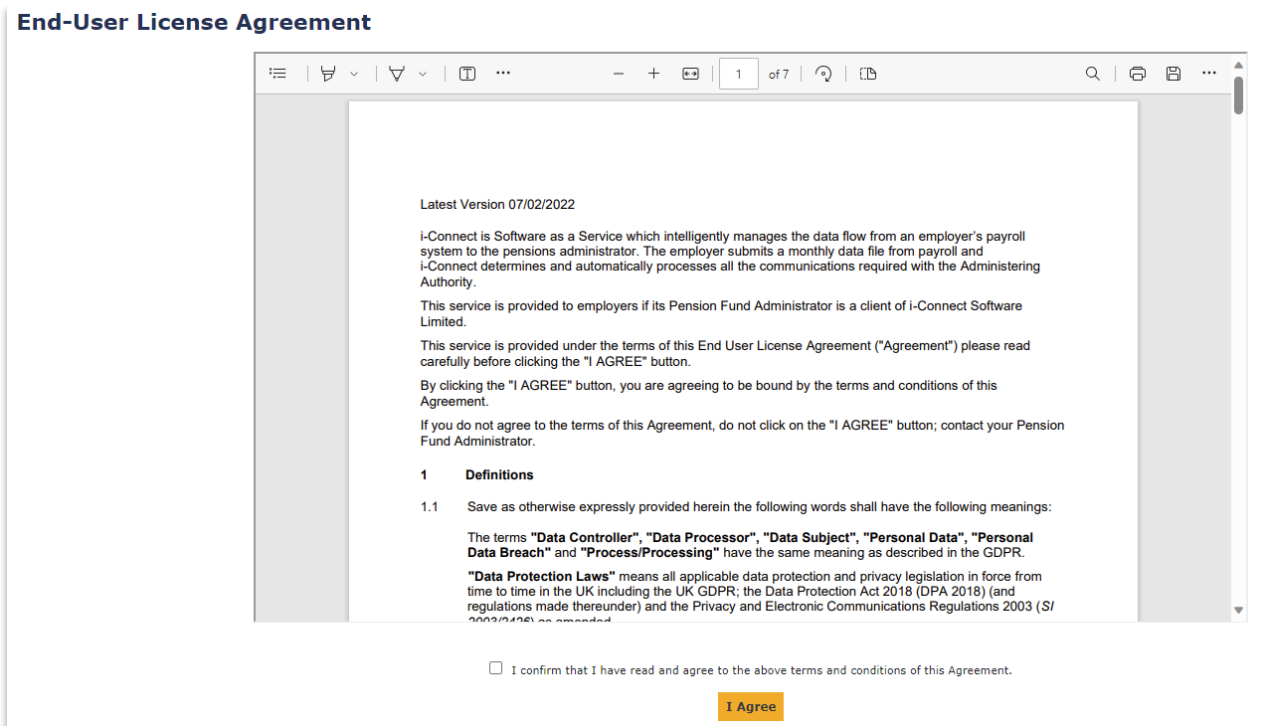 End-User License Agreement
1 of 7
Latest Version 07/02/2022
i-Connect is Software as a Service which intelligently manages the data flow from an employer's payroll
system to the pensions administrator. The employer submits a monthly data file from payroll and
i-Connect determines and automatically processes all the communications required with the Administering
Authority.
This service is provided to employers if its Pension Fund Administrator is a client of i-Connect Software
Limited.
This service is provided under the terms of this End User License Agreement ("Agreement") please read
carefully before clicking the "I AGREE" button.
By clicking the "I AGREE" button, you are agreeing to be bound by the terms and conditions of this
Agreement.
If you do not agree to the terms of this Agreement, do not click on the "I AGREE" button; contact your Pension
Fund Administrator.
1 Definitions
1.1 Save as otherwise expressly provided herein the following words shall have the following meanings:
The terms "Data Controller", "Data Processor", "Data Subject", "Personal Data", "Personal
Data Breach" and "Process/Processing" have the same meaning as described in the GDPR.
"Data Protection Laws" means all applicable data protection and privacy legislation in force from
time to time in the UK including the UK GDPR; the Data Protection Act 2018 (DPA 2018) (and
regulations made thereunder) and the Privacy and Electronic Communications Regulations 2003 (SI
2003/2426) as amended
I confirm that I have read and agree to the above terms and conditions of this Agreement.
I Agree